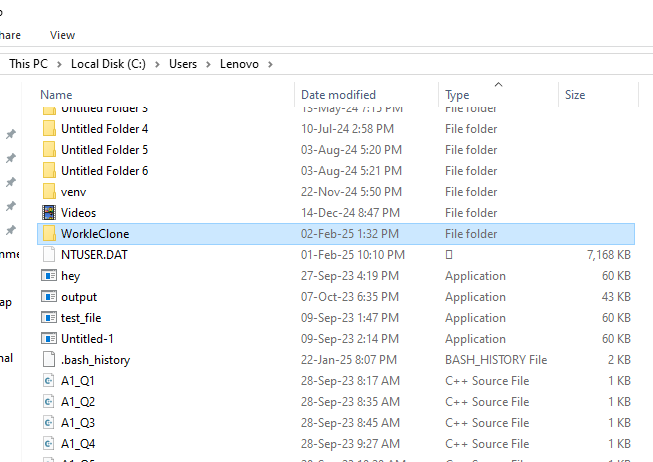 hare View
This PC > Local Disk (C:) > Users > Lenovo >
Name Date modified Type Size
Untitled Folder 3 13-May-24 7:15 PM File folder
Untitled Folder 4 10-Jul-24 2:58 PM File folder
Untitled Folder 5 03-Aug-24 5:20 PM File folder
Untitled Folder 6 03-Aug-24 5:21 PM File folder
venv 22-Nov-24 5:50 PM File folder
Videos 14-Dec-24 8:47 PM File folder
WorkleClone 02-Feb-25 1:32 PM File folder
nme NTUSER.DAT 01-Feb-25 10:10 PM 7,168 KB
hey 27-Sep-23 4:19 PM Application 60 KB
ap output 07-Oct-23 6:35 PM Application 43 KB
test_file 09-Sep-23 1:47 PM Application 60 KB
Untitled-1 09-Sep-23 2:14 PM Application 60 KB
nal .bash_history 22-Jan-25 8:07 PM BASH_HISTORY File 2 KB
A1_Q1 28-Sep-23 8:17 AM C++ Source File 1 KB
A1_Q2 28-Sep-23 8:35 AM C++ Source File 1 KB
A1_Q3 28-Sep-23 8:45 AM C++ Source File 1 KB
A1_Q4 28-Sep-23 9:27 AM C++ Source File 1 KB